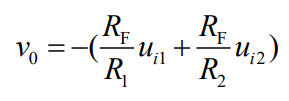 v₀ = −(R_F/R₁ u_i1 + R_F/R₂ u_i2)